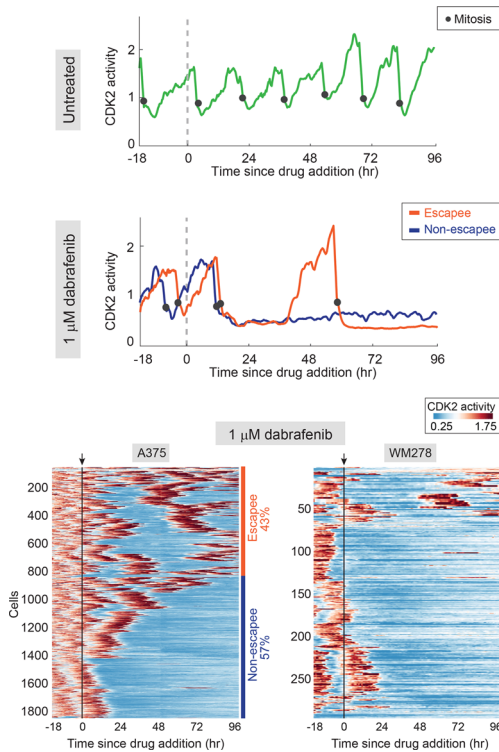 Mitosis
Untreated
CDK2 activity
2
1
0
-18 0 24 48 72 96
Time since drug addition (hr)
Escapee
Non-escapee
1 μM dabrafenib
CDK2 activity
2
1
0
-18 0 24 48 72 96
Time since drug addition (hr)
1 μM dabrafenib
CDK2 activity
0.25 1.75
A375
WM278
Cells
200
400
600
800
1000
1200
1400
1600
1800
Escapee
43%
Non-escapee
57%
-18 0 24 48 72 96
Time since drug addition (hr)
50
100
150
200
250
-18 0 24 48 72 96
Time since drug addition (hr)